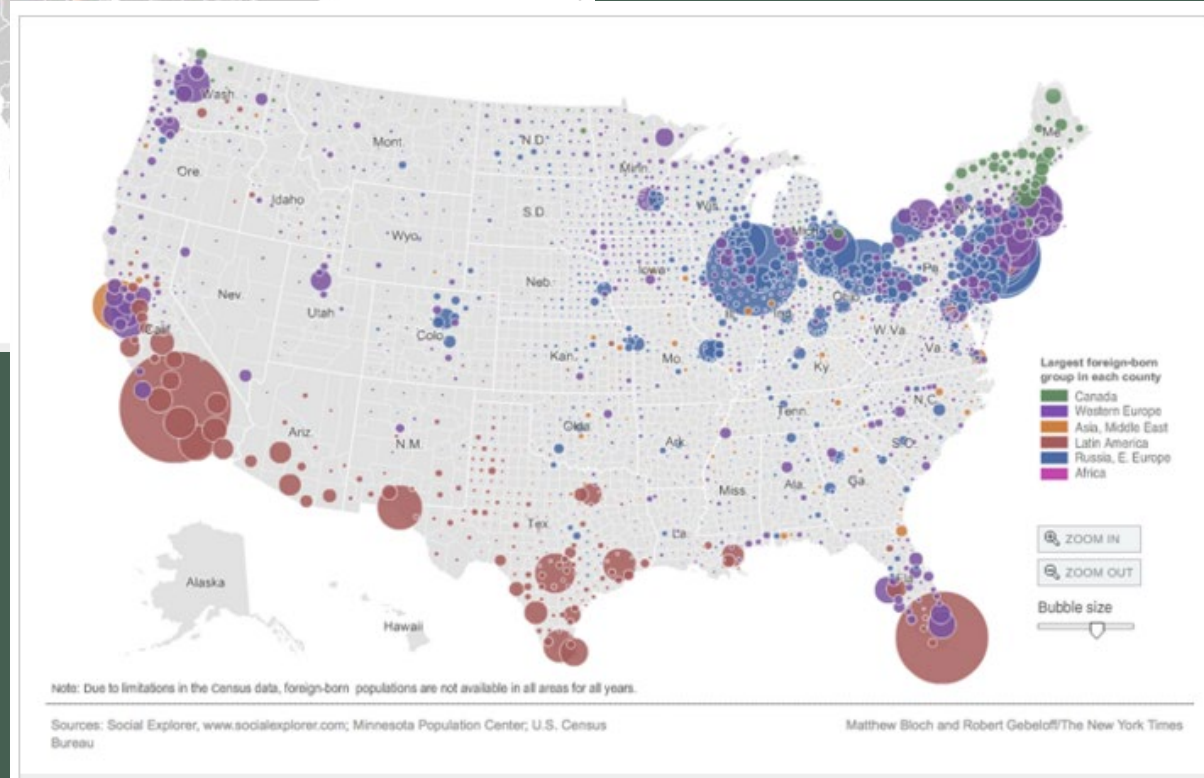 Wash.
Mont.
N.D.
Minn.
Me.
Ore.
Idaho
S.D.
Wis.
Wyo.
Iowa
Neb.
Pa.
Nev.
Utah
Ohio
Ind.
Calif.
Colo.
W.Va.
Va.
Kan.
Mo.
Ky.
Largest foreign-born
group in each county
Canada
Western Europe
Asia, Middle East
Latin America
Russia, E. Europe
Africa
N.C.
Tenn.
Ariz.
N.M.
Okla.
Ark.
S.C.
Miss.
Ala.
Ga.
Tex.
La.
ZOOM IN
ZOOM OUT
Alaska
Hawaii
Bubble size
Note: Due to limitations in the Census data, foreign-born populations are not available in all areas for all years.
Sources: Social Explorer, www.socialexplorer.com; Minnesota Population Center; U.S. Census
Bureau
Matthew Bloch and Robert Gebeloff/The New York Times